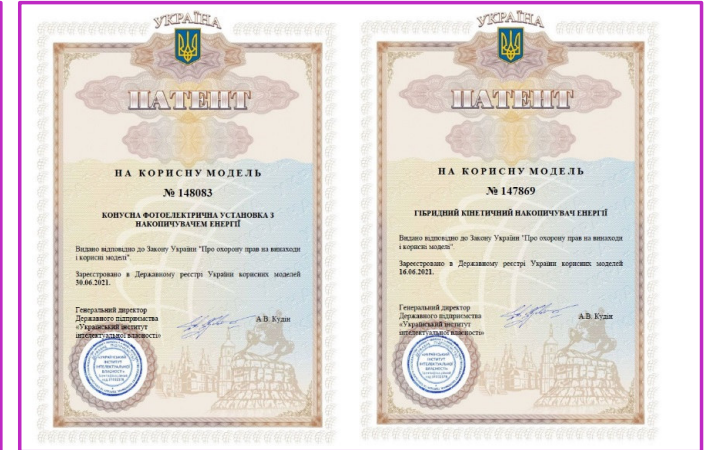 УКРАЇНА
ПАТЕНТ
НА КОРИСНУ МОДЕЛЬ
№ 148083
КОНУСНА ФОТОЕЛЕКТРИЧНА УСТАНОВКА З
НАКОПИЧУВАЧЕМ ЕНЕРГІЇ
Видано відповідно до Закону України "Про охорону прав на винаходи
і корисні моделі".
Зареєстровано в Державному реєстрі України корисних моделей
30.06.2021.
Генеральний директор
Державного підприємства
«Український інститут
інтелектуальної власності»
А.В. Кудін
УКРАЇНА
ПАТЕНТ
НА КОРИСНУ МОДЕЛЬ
№ 147869
ГІБРИДНИЙ КІНЕТИЧНИЙ НАКОПИЧУВАЧ ЕНЕРГІЇ
Видано відповідно до Закону України "Про охорону прав на винаходи
і корисні моделі".
Зареєстровано в Державному реєстрі України корисних моделей
16.06.2021.
Генеральний директор
Державного підприємства
«Український інститут
інтелектуальної власності»
А.В. Кудін